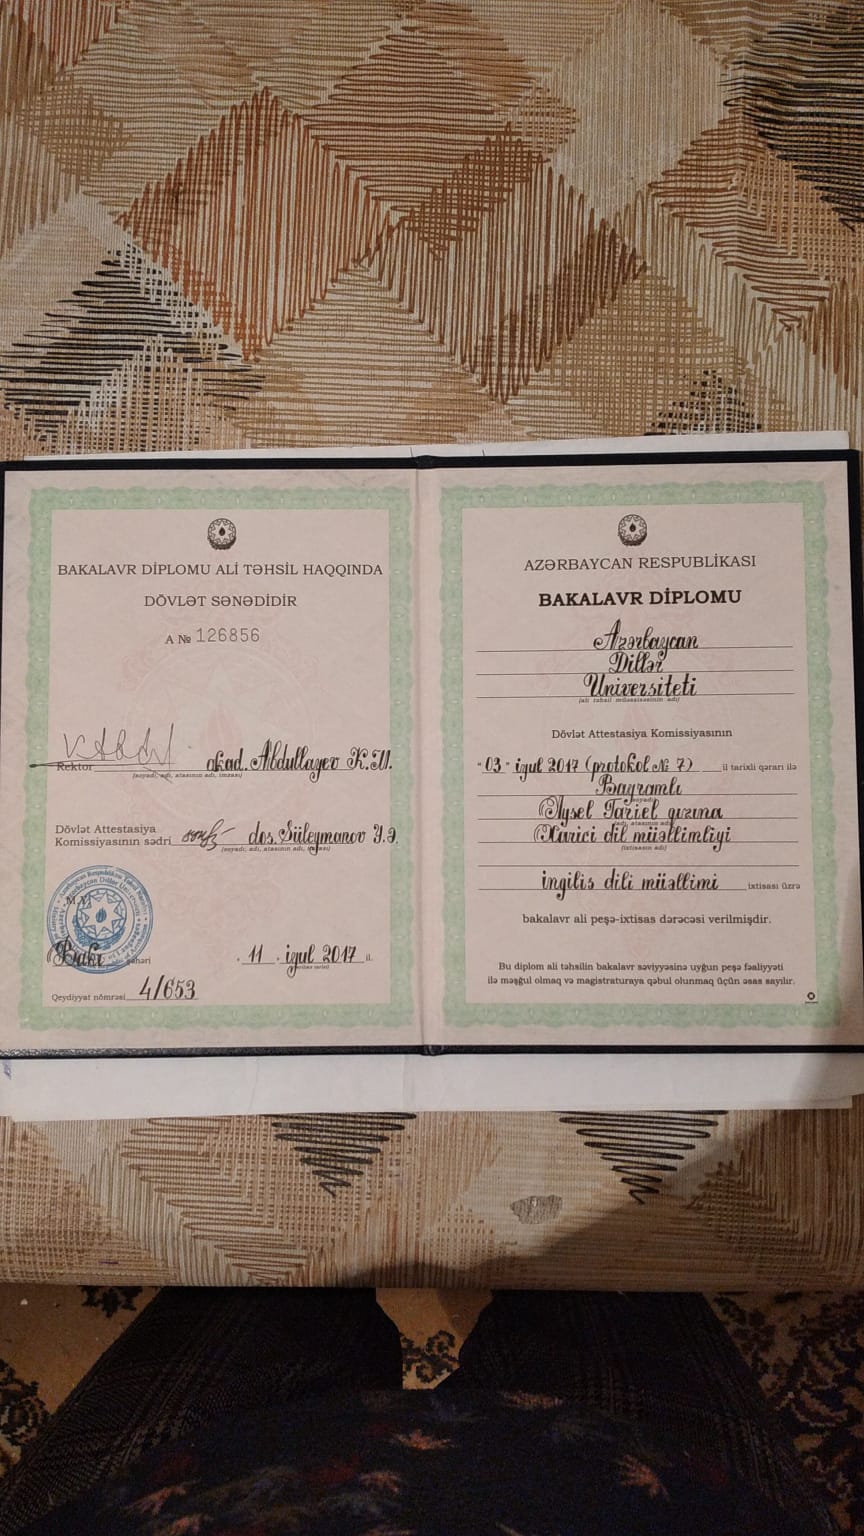 BAKALAVR DİPLOMU ALİ TƏHSİL HAQQINDA
DÖVLƏT SƏNƏDİDİR
A № 126856
Rektor akad. Abdullayev K.M.
(soyadı, adı, atasının adı, imzası)
Dövlət Attestasiya
Komissiyasının sədri dos. Süleymanov
(soyadı, adı, atasının adı, imzası)
M.Y.
Bakı şəhəri " 11 " iyul 2017 il.
Qeydiyyat nömrəsi 4/653
AZƏRBAYCAN RESPUBLİKASI
BAKALAVR DİPLOMU
Azərbaycan
Dillər
Universiteti
(ali təhsil müəssisəsinin adı)
Dövlət Attestasiya Komissiyasının
" 03 " iyul 2017 (protokol № 7) il tarixli qərarı ilə
Bayramlı
(soyadı)
Aysel Tariel qızına
(adı, atasının adı)
Xarici dil müəllimliyi
(ixtisasın adı)
ingilis dili müəllimi ixtisası üzrə
bakalavr ali peşə-ixtisas dərəcəsi verilmişdir.
Bu diplom ali təhsilin bakalavr səviyyəsinə uyğun peşə fəaliyyəti
ilə məşğul olmaq və magistraturaya qəbul olunmaq üçün əsas sayılır.